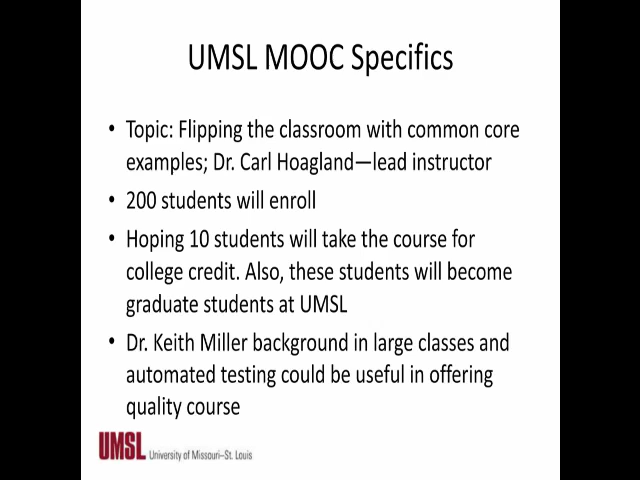 UMSL MOOC Specifics
• Topic: Flipping the classroom with common core
examples; Dr. Carl Hoagland—lead instructor
• 200 students will enroll
• Hoping 10 students will take the course for
college credit. Also, these students will become
graduate students at UMSL
• Dr. Keith Miller background in large classes and
automated testing could be useful in offering
quality course
UMSL University of Missouri–St. Louis